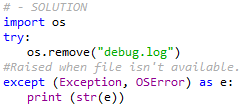 # - SOLUTION
import os
try:
    os.remove("debug.log")
#Raised when file isn't available.
except (Exception, OSError) as e:
    print (str(e))